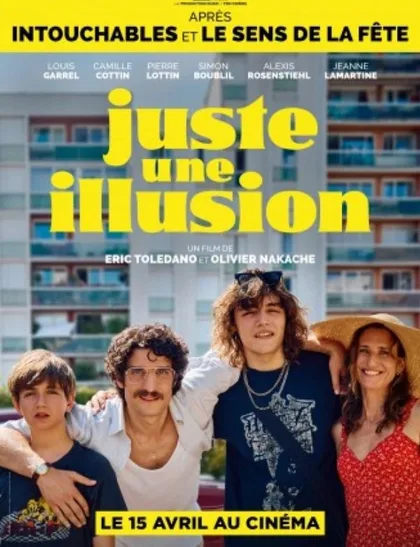 APRÈS
INTOUCHABLES ET LE SENS DE LA FÊTE
LOUIS GARREL CAMILLE COTTIN PIERRE LOTTIN SIMON BOUBLIL ALEXIS ROSENSTIEHL JEANNE LAMARTINE
juste
une
illusion
UN FILM DE
ERIC TOLEDANO ET OLIVIER NAKACHE
LE 15 AVRIL AU CINÉMA